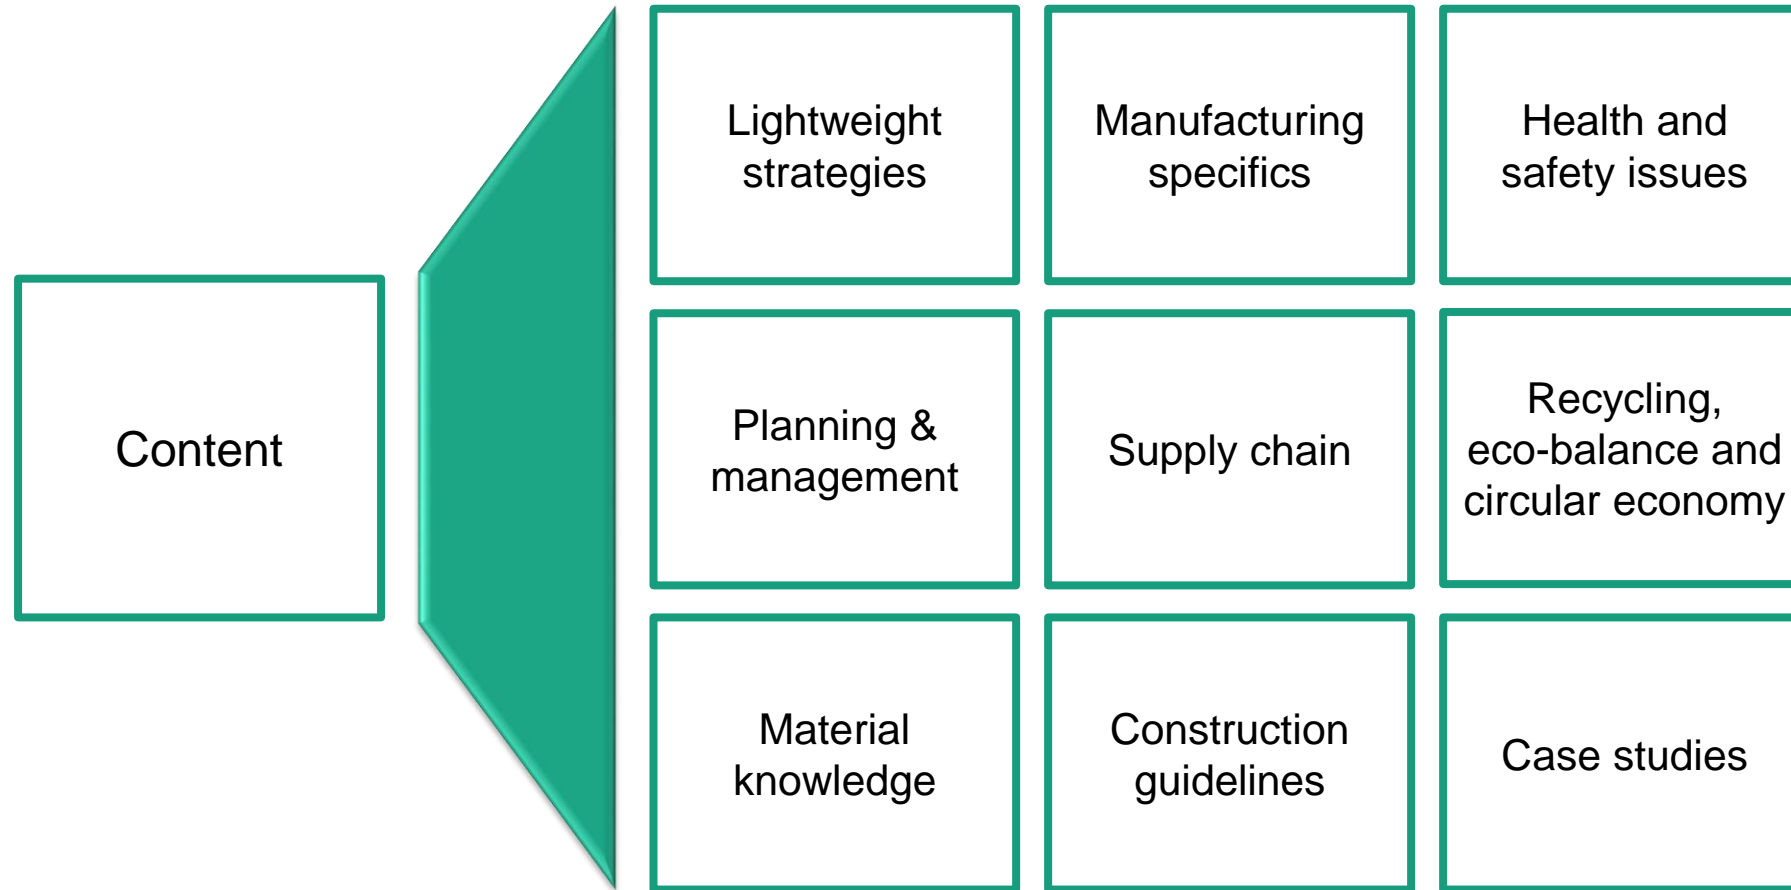 Content
Lightweight
strategies
Manufacturing
specifics
Health and
safety issues
Planning &
management
Supply chain
Recycling,
eco-balance and
circular economy
Material
knowledge
Construction
guidelines
Case studies